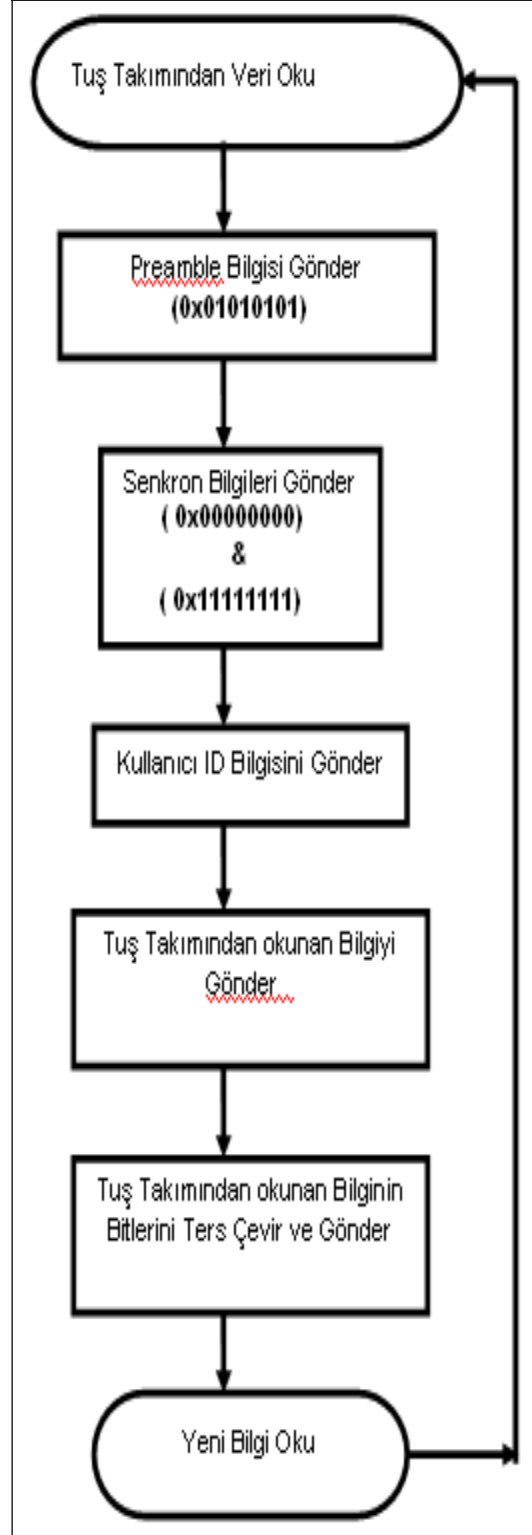 Tuş Takımından Veri Oku
Preamble Bilgisi Gönder
(0x01010101)
Senkron Bilgileri Gönder
( 0x00000000)
&
( 0x11111111)
Kullanıcı ID Bilgisini Gönder
Tuş Takımından okunan Bilgiyi
Gönder
Tuş Takımından okunan Bilginin
Bitlerini Ters Çevir ve Gönder
Yeni Bilgi Oku